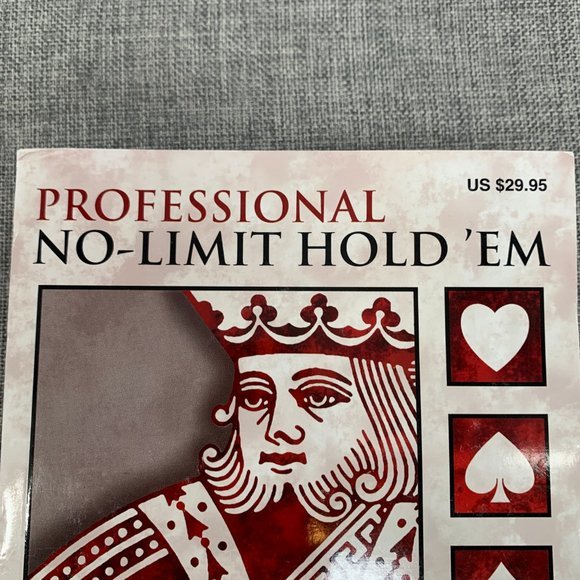 US $29.95
PROFESSIONAL
NO-LIMIT HOLD 'EM